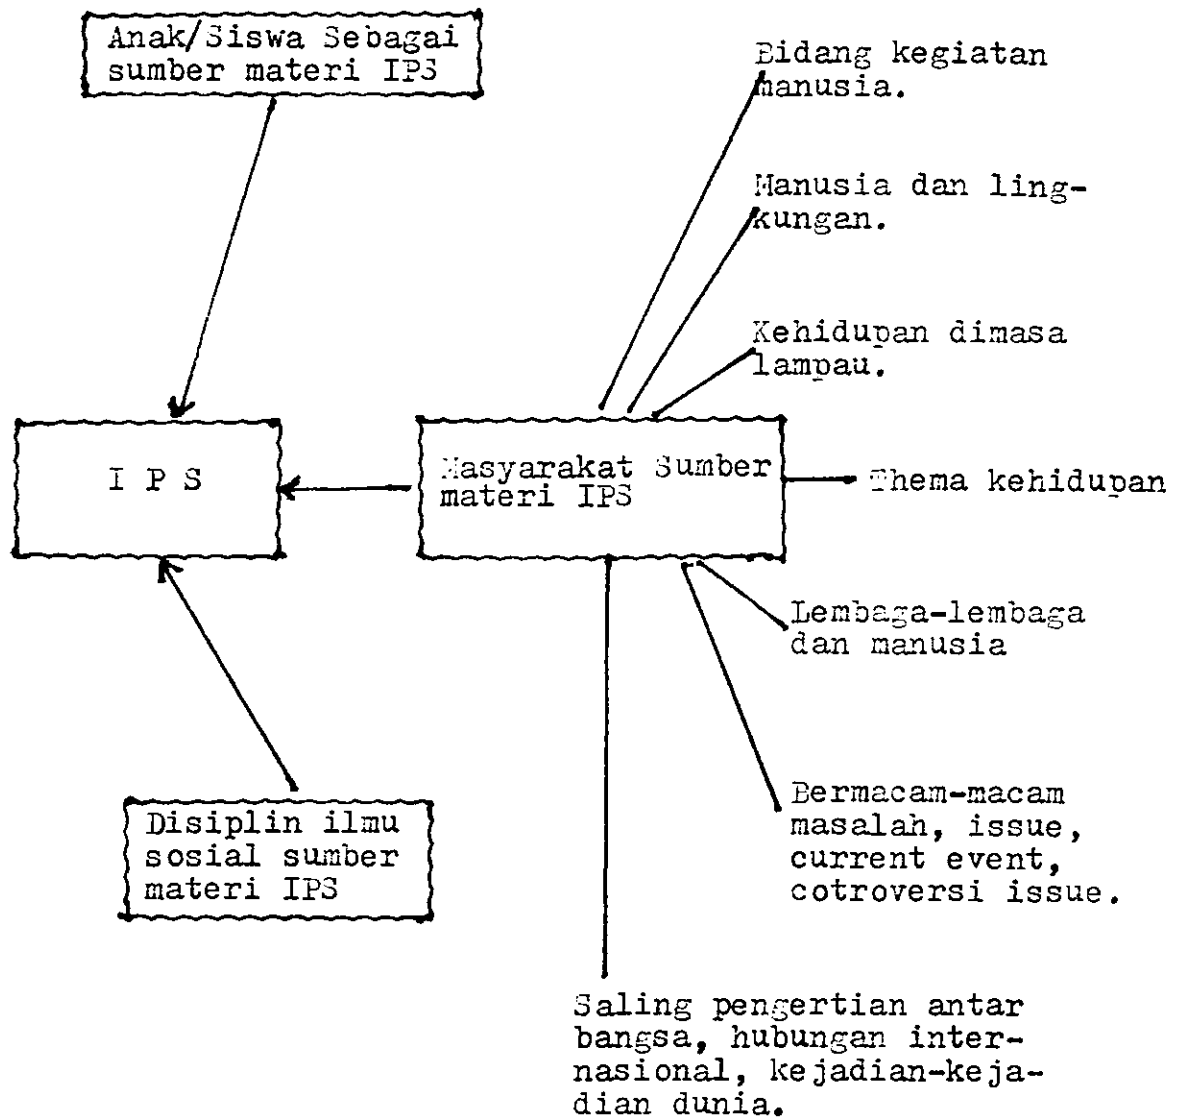 Anak/Siswa Sebagai
sumber materi IPS
Bidang kegiatan
manusia.
Manusia dan ling-
kungan.
Kehidupan dimasa
lampau.
I P S
Masyarakat Sumber
materi IPS
Thema kehidupan
Lembaga-lembaga
dan manusia
Disiplin ilmu
sosial sumber
materi IPS
Bermacam-macam
masalah, issue,
current event,
cotroversi issue.
Saling pengertian antar
bangsa, hubungan inter-
nasional, kejadian-keja-
dian dunia.